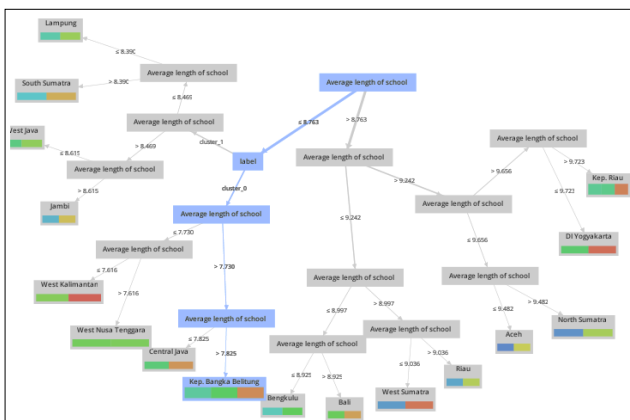 Lampung
≤ 8.390
Average length of school
Average length of school
South Sumatra
> 8.390
≤ 8.469
≤ 8.763
> 8.763
Average length of school
West Java
cluster_1
> 9.723
> 8.469
Average length of school
Average length of school
> 9.656
Kep. Riau
≤ 8.615
label
Average length of school
> 9.242
≤ 9.723
> 8.615
cluster_0
Average length of school
Jambi
Average length of school
≤ 9.242
DI Yogyakarta
≤ 7.730
≤ 9.656
Average length of school
> 7.730
Average length of school
Average length of school
≤ 7.616
West Kalimantan
> 7.616
≤ 8.997
> 8.997
≤ 9.482
> 9.482
Average length of school
Average length of school
North Sumatra
West Nusa Tenggara
≤ 7.825
Average length of school
Aceh
Central Java
> 7.825
≤ 9.036
> 9.036
≤ 8.925
> 8.925
Riau
Kep. Bangka Belitung
West Sumatra
Bengkulu
Bali